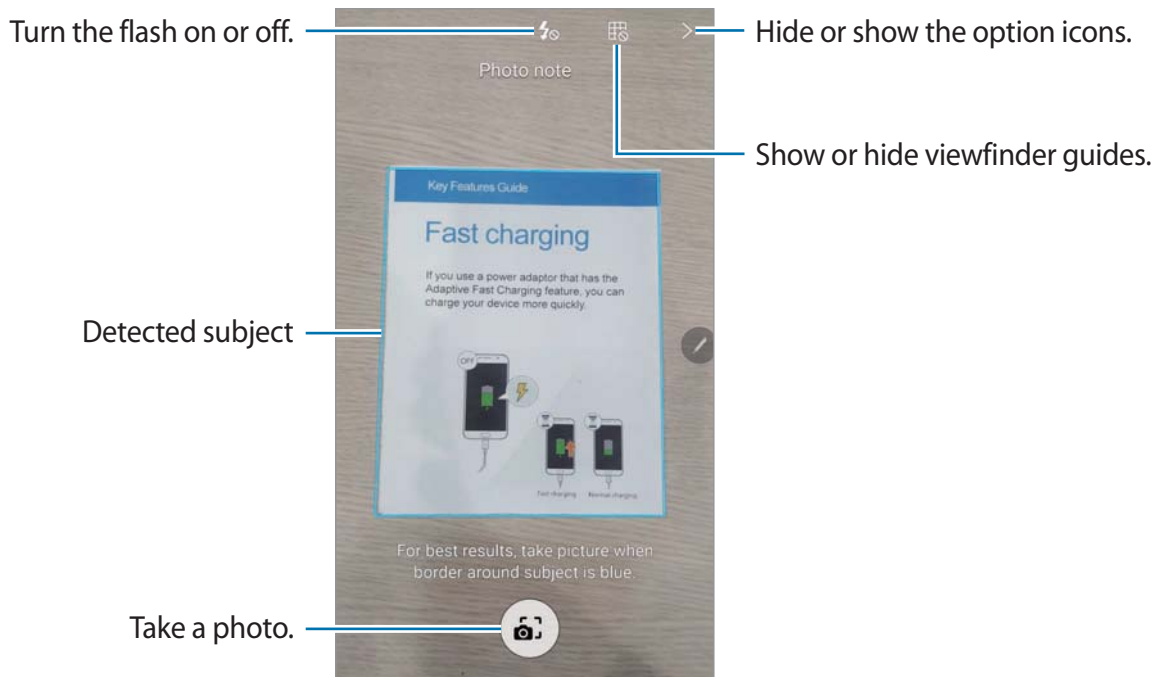 Turn the flash on or off.
Hide or show the option icons.
Photo note
Show or hide viewfinder guides.
Key Features Guide
Fast charging
If you use a power adaptor that has the
Adaptive Fast Charging feature, you can
charge your device more quickly.
Detected subject
OFF
Fast charging
Normal charging
For best results, take picture when
border around subject is blue.
Take a photo.